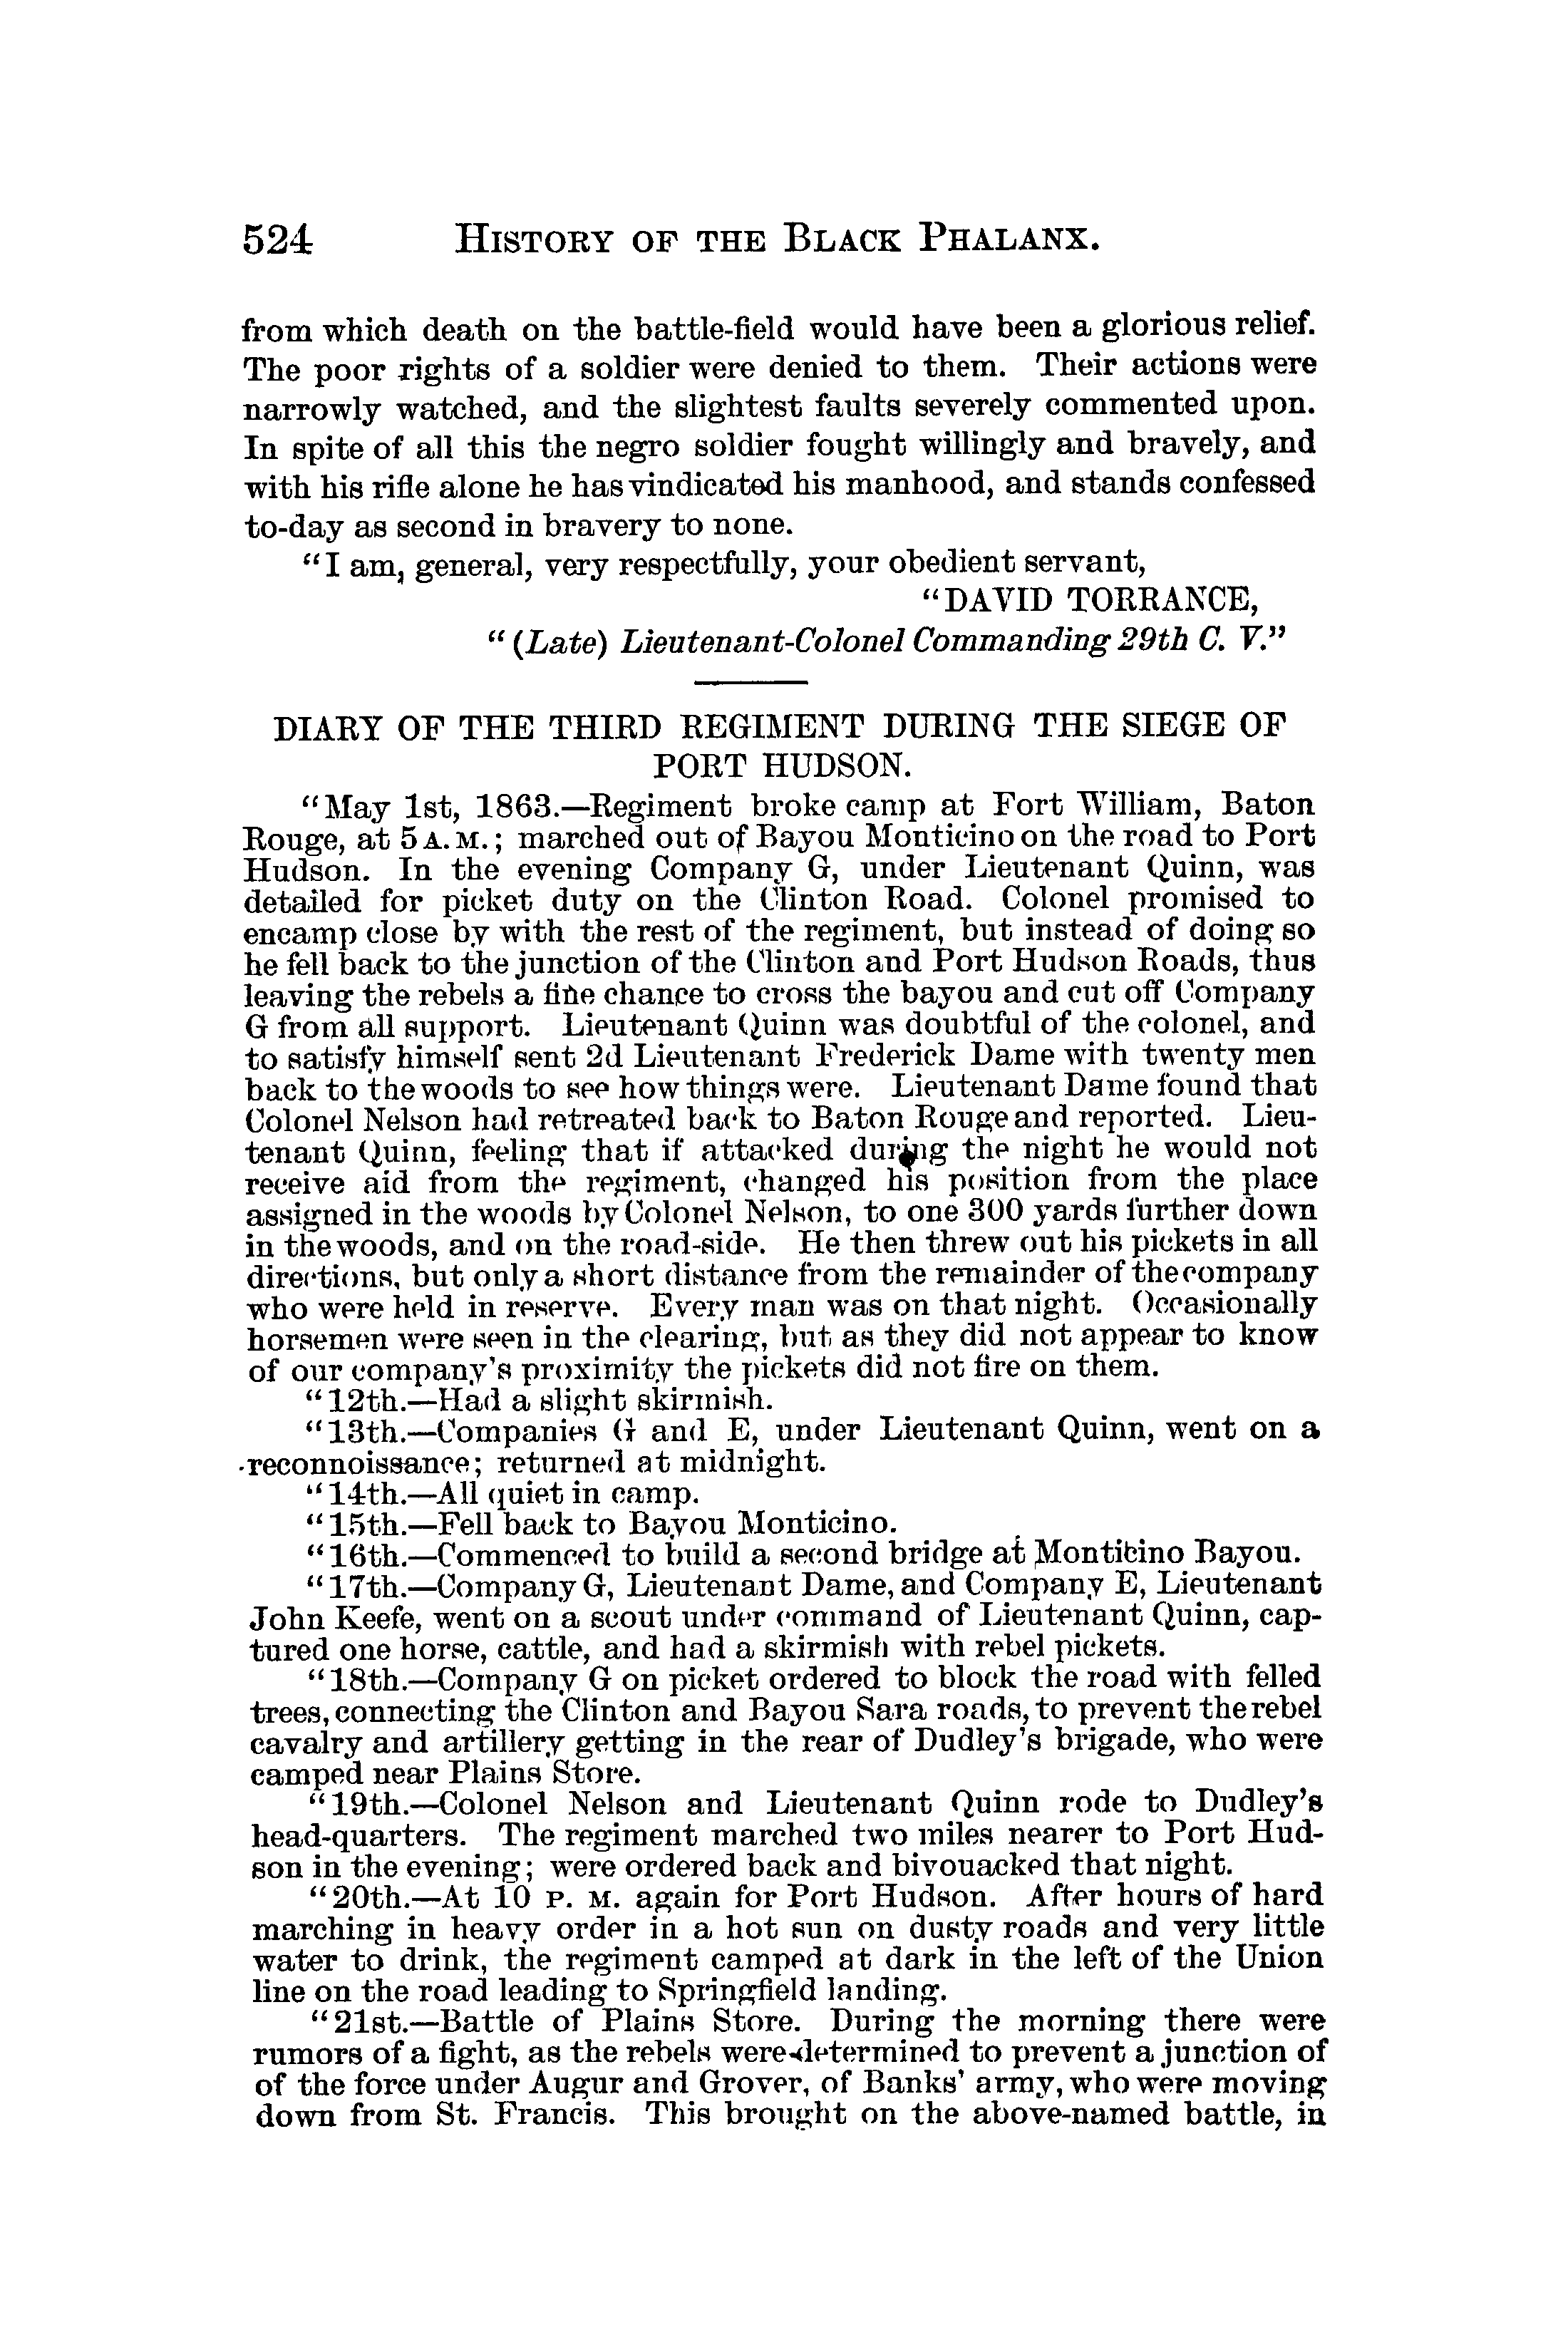 524 HISTORY OF THE BLACK PHALANX.
from which death on the battle-field would have been a glorious relief.
The poor rights of a soldier were denied to them. Their actions were
narrowly watched, and the slightest faults severely commented upon.
In spite of all this the negro soldier fought willingly and bravely, and
with his rifle alone he has vindicated his manhood, and stands confessed
to-day as second in bravery to none.
"I am, general, very respectfully, your obedient servant,
"DAVID TORRANCE,
"(Late) Lieutenant-Colonel Commanding 29th C. V."
DIARY OF THE THIRD REGIMENT DURING THE SIEGE OF
PORT HUDSON.
"May 1st, 1863.—Regiment broke camp at Fort William, Baton
Rouge, at 5 A. M.; marched out of Bayou Monticino on the road to Port
Hudson. In the evening Company G, under Lieutenant Quinn, was
detailed for picket duty on the Clinton Road. Colonel promised to
encamp close by with the rest of the regiment, but instead of doing so
he fell back to the junction of the Clinton and Port Hudson Roads, thus
leaving the rebels a fine chance to cross the bayou and cut off Company
G from all support. Lieutenant Quinn was doubtful of the colonel, and
to satisfy himself sent 2d Lieutenant Frederick Dame with twenty men
back to the woods to see how things were. Lieutenant Dame found that
Colonel Nelson had retreated back to Baton Rouge and reported. Lieu-
tenant Quinn, feeling that if attacked during the night he would not
receive aid from the regiment, changed his position from the place
assigned in the woods by Colonel Nelson, to one 300 yards further down
in the woods, and on the road-side. He then threw out his pickets in all
directions, but only a short distance from the remainder of the company
who were held in reserve. Every man was on that night. Occasionally
horsemen were seen in the clearing, but as they did not appear to know
of our company's proximity the pickets did not fire on them.
"12th.—Had a slight skirmish.
"13th.—Companies G and E, under Lieutenant Quinn, went on a
reconnoissance; returned at midnight.
"14th.—All quiet in camp.
"15th.—Fell back to Bayou Monticino.
"16th.—Commenced to build a second bridge at Monticino Bayou.
"17th.—Company G, Lieutenant Dame, and Company E, Lieutenant
John Keefe, went on a scout under command of Lieutenant Quinn, cap-
tured one horse, cattle, and had a skirmish with rebel pickets.
"18th.—Company G on picket ordered to block the road with felled
trees, connecting the Clinton and Bayou Sara roads, to prevent the rebel
cavalry and artillery getting in the rear of Dudley's brigade, who were
camped near Plains Store.
"19th.—Colonel Nelson and Lieutenant Quinn rode to Dudley's
head-quarters. The regiment marched two miles nearer to Port Hud-
son in the evening; were ordered back and bivouacked that night.
"20th.—At 10 P. M. again for Port Hudson. After hours of hard
marching in heavy order in a hot sun on dusty roads and very little
water to drink, the regiment camped at dark in the left of the Union
line on the road leading to Springfield landing.
"21st.—Battle of Plains Store. During the morning there were
rumors of a fight, as the rebels were determined to prevent a junction of
of the force under Augur and Grover, of Banks' army, who were moving
down from St. Francis. This brought on the above-named battle, in